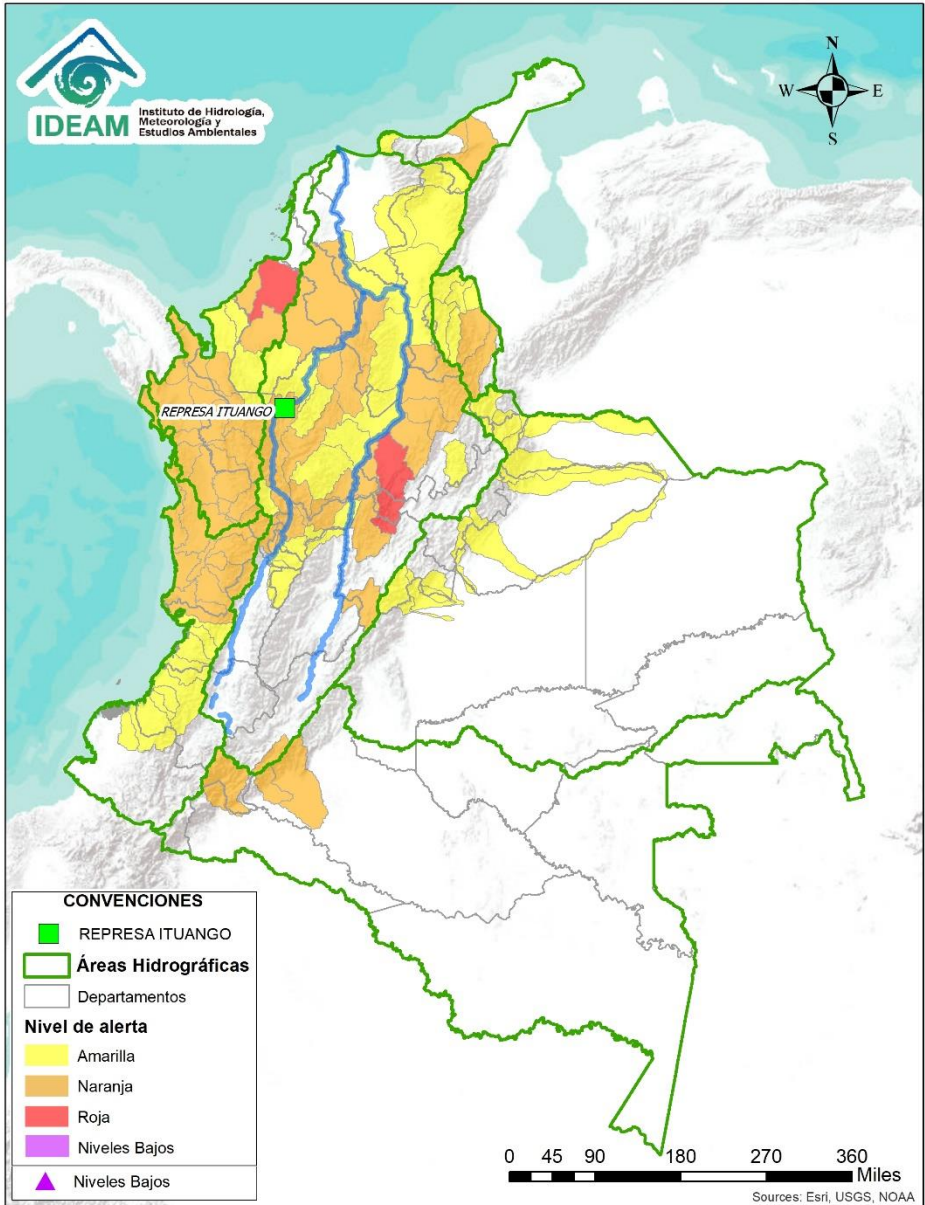 IDEAM
Instituto de Hidrología,
Meteorología y
Estudios Ambientales
N
W
E
S
REPRESA ITUANGO
CONVENCIONES
REPRESA ITUANGO
Áreas Hidrográficas
Departamentos
Nivel de alerta
Amarilla
Naranja
Roja
Niveles Bajos
Niveles Bajos
0 45 90 180 270 360
Miles
Sources: Esri, USGS, NOAA